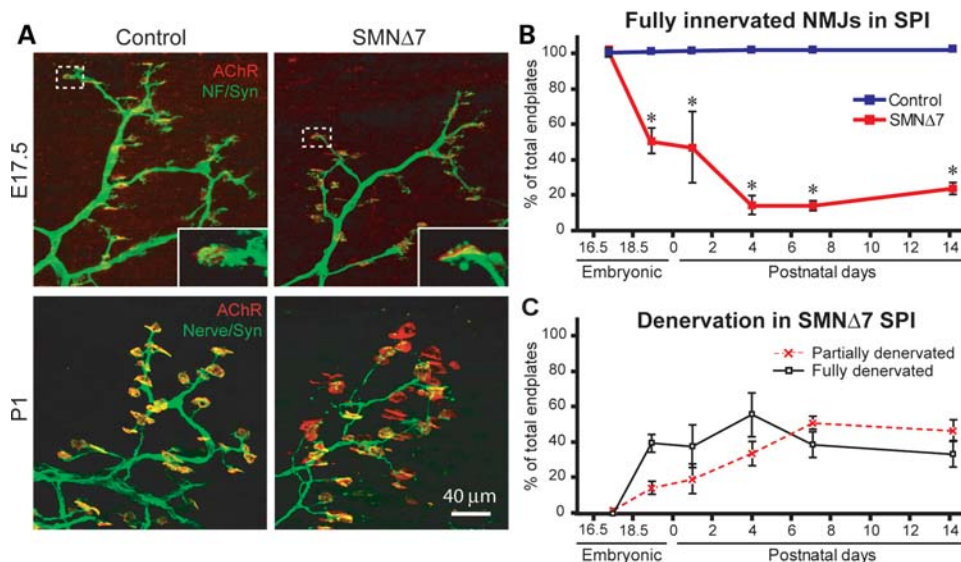 A
Control
SMNΔ7
E17.5
AChR
NF/Syn
P1
AChR
Nerve/Syn
40 μm
B
Fully innervated NMJs in SPI
% of total endplates
100
80
60
40
20
0
*
*
*
*
*
Control
SMNΔ7
16.5 18.5 0 2 4 6 8 10 12 14
Embryonic Postnatal days
C
Denervation in SMNΔ7 SPI
% of total endplates
100
80
60
40
20
0
Partially denervated
Fully denervated
16.5 18.5 0 2 4 6 8 10 12 14
Embryonic Postnatal days